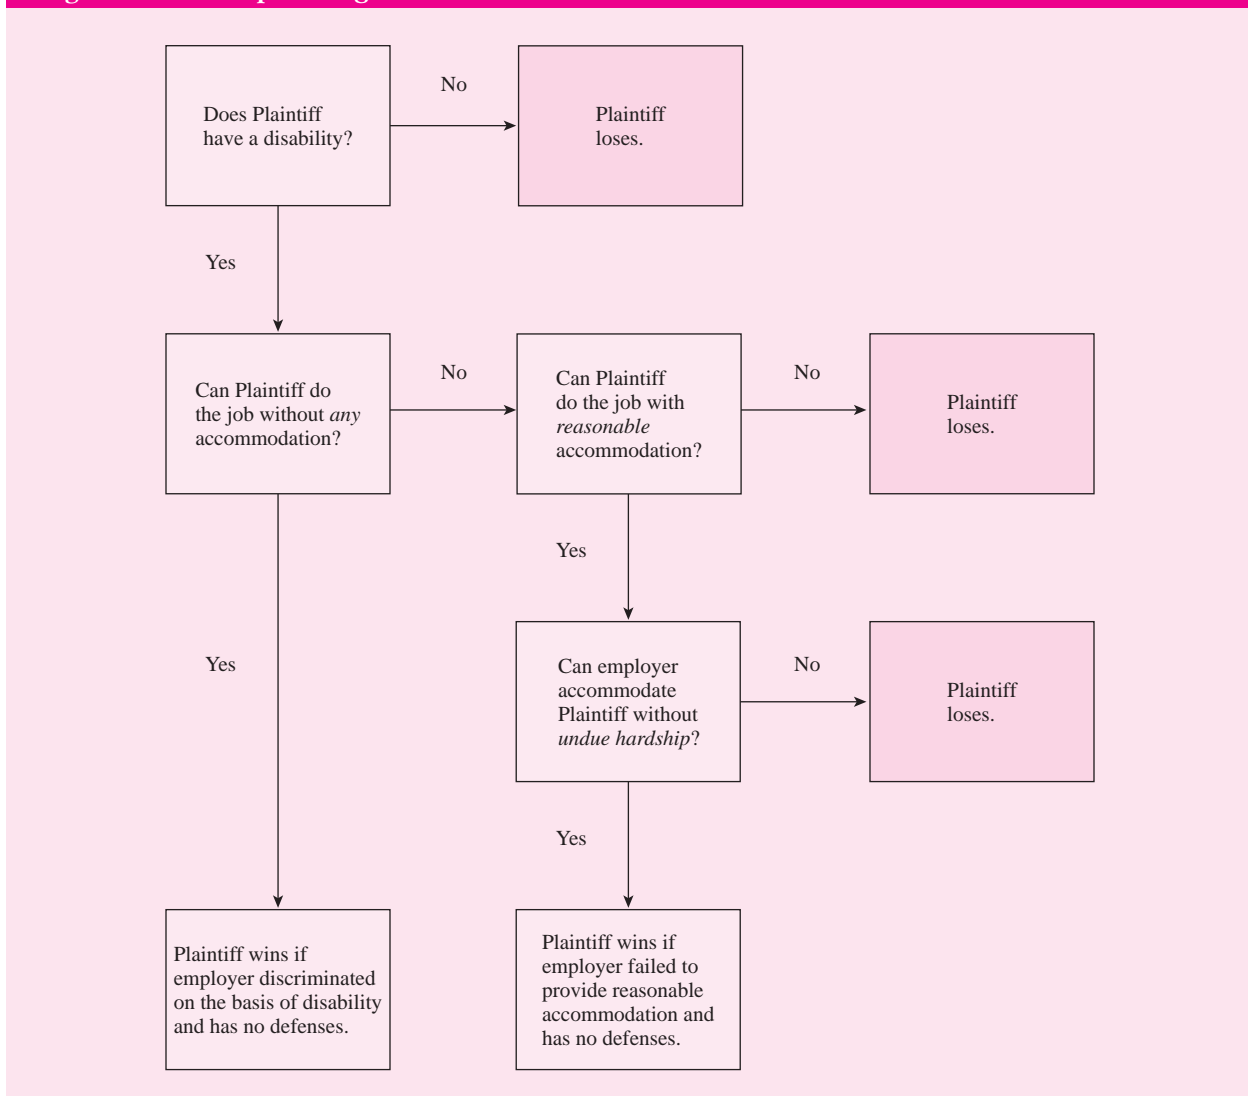 No
Does Plaintiff
have a disability?
Plaintiff
loses.
Yes
Can Plaintiff do
the job without any
accommodation?
No
Can Plaintiff
do the job with
reasonable
accommodation?
No
Plaintiff
loses.
Yes
Can employer
accommodate
Plaintiff without
undue hardship?
No
Plaintiff
loses.
Yes
Yes
Plaintiff wins if
employer discriminated
on the basis of disability
and has no defenses.
Plaintiff wins if
employer failed to
provide reasonable
accommodation and
has no defenses.